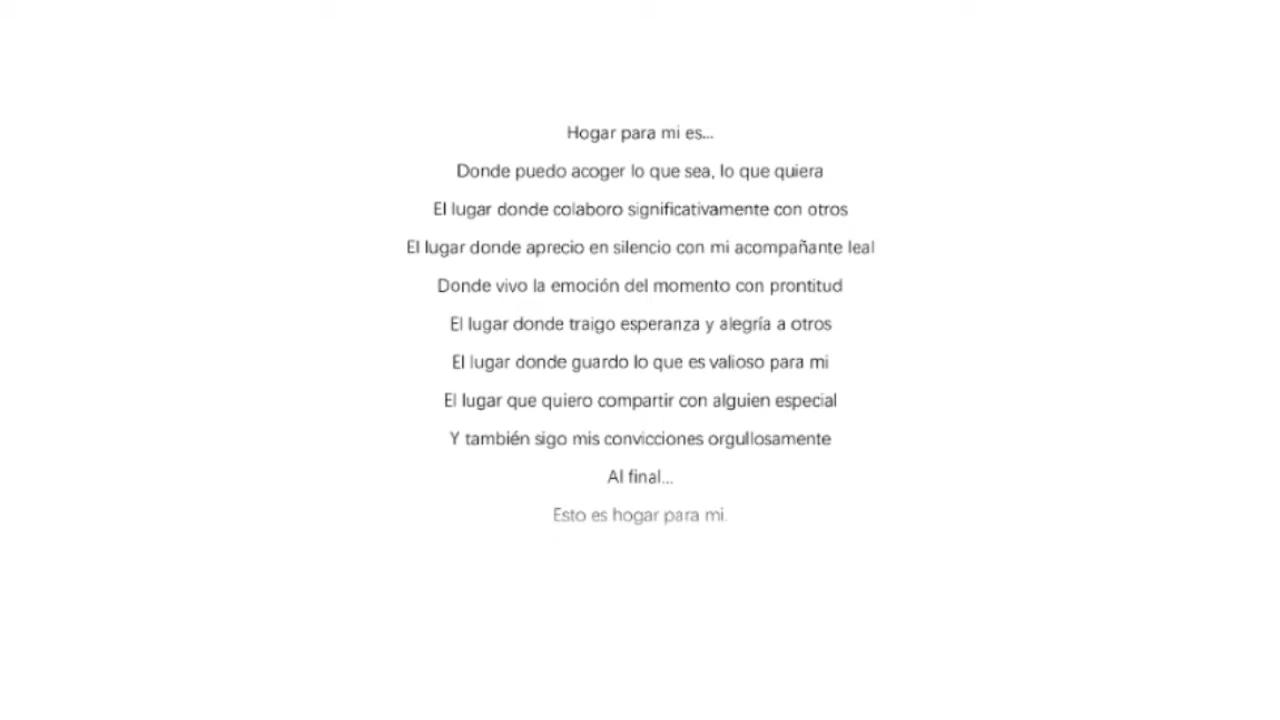 Hogar para mi es...
Donde puedo acoger lo que sea, lo que quiera
El lugar donde colaboro significativamente con otros
El lugar donde aprecio en silencio con mi acompañante leal
Donde vivo la emoción del momento con prontitud
El lugar donde traigo esperanza y alegría a otros
El lugar donde guardo lo que es valioso para mi
El lugar que quiero compartir con alguien especial
Y también sigo mis convicciones orgullosamente
Al final...
Esto es hogar para mi.